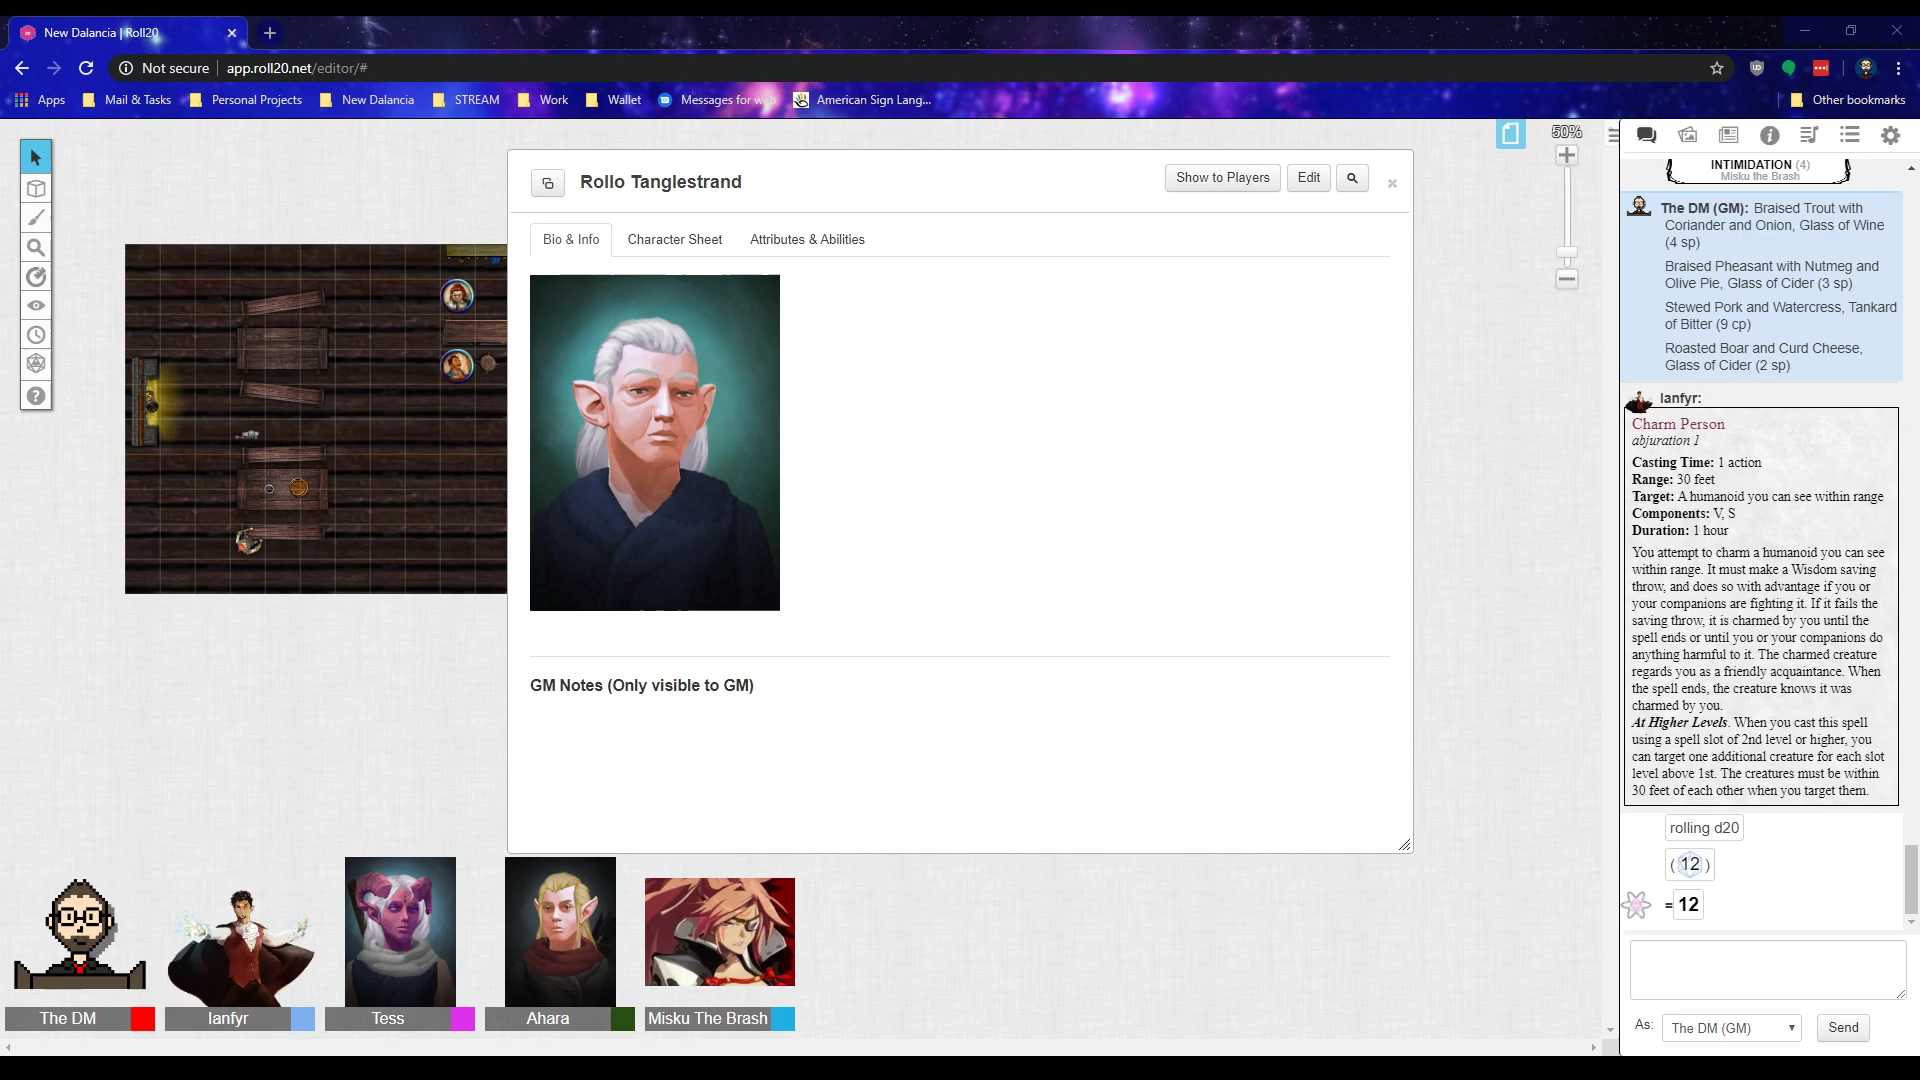 New Dalancia | Roll20
Not secure app.roll20.net/editor/#
Apps Mail & Tasks Personal Projects New Dalancia STREAM Work Wallet Messages for web American Sign Lang... Other bookmarks
50%
Rollo Tanglestrand
Show to Players Edit
Bio & Info Character Sheet Attributes & Abilities
GM Notes (Only visible to GM)
INTIMIDATION (4)
Misku the Brash
The DM (GM): Braised Trout with
Coriander and Onion, Glass of Wine
(4 sp)
Braised Pheasant with Nutmeg and
Olive Pie, Glass of Cider (3 sp)
Stewed Pork and Watercress, Tankard
of Bitter (9 cp)
Roasted Boar and Curd Cheese,
Glass of Cider (2 sp)
Ianfyr:
Charm Person
abjuration 1
Casting Time: 1 action
Range: 30 feet
Target: A humanoid you can see within range
Components: V, S
Duration: 1 hour
You attempt to charm a humanoid you can see
within range. It must make a Wisdom saving
throw, and does so with advantage if you or
your companions are fighting it. If it fails the
saving throw, it is charmed by you until the
spell ends or until you or your companions do
anything harmful to it. The charmed creature
regards you as a friendly acquaintance. When
the spell ends, the creature knows it was
charmed by you.
At Higher Levels. When you cast this spell
using a spell slot of 2nd level or higher, you
can target one additional creature for each slot
level above 1st. The creatures must be within
30 feet of each other when you target them.
rolling d20
(12)
=12
As: The DM (GM) Send
The DM Ianfyr Tess Ahara Misku The Brash